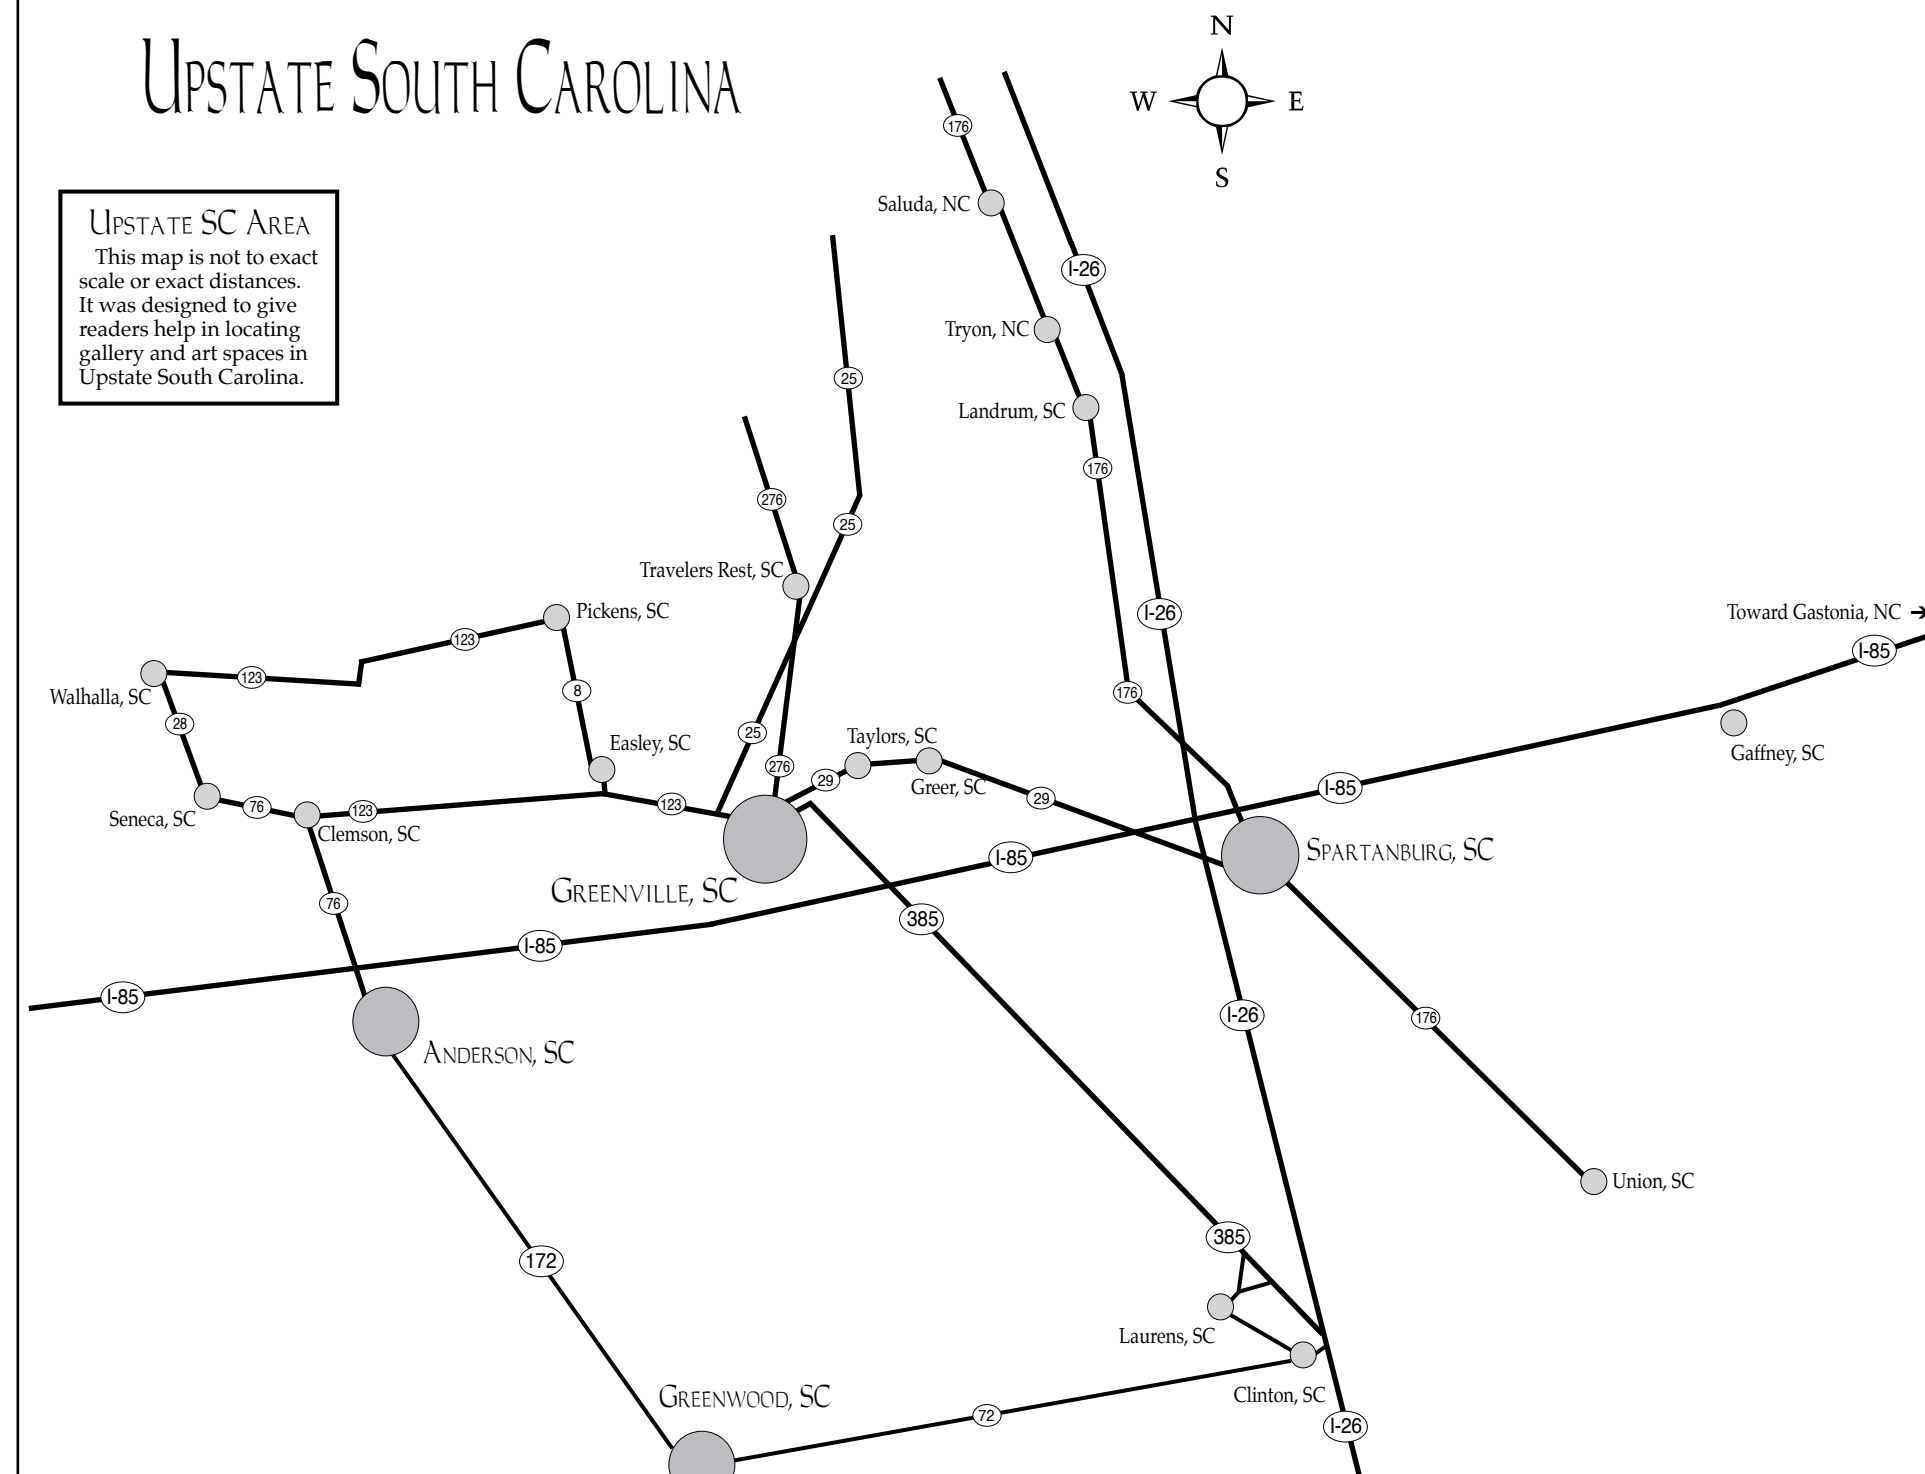 UPSTATE SOUTH CAROLINA
N
W E
S
176
Saluda, NC
UPSTATE SC AREA
This map is not to exact
scale or exact distances.
It was designed to give
readers help in locating
gallery and art spaces in
Upstate South Carolina.
I-26
Tryon, NC
25
Landrum, SC
176
276
25
Travelers Rest, SC
Pickens, SC
I-26
Toward Gastonia, NC ➔
123
I-85
123
Walhalla, SC
8
176
28
25
Taylors, SC
Easley, SC
Gaffney, SC
276
29
Greer, SC
I-85
29
Seneca, SC
76
123
123
Clemson, SC
SPARTANBURG, SC
I-85
GREENVILLE, SC
76
385
I-85
I-85
I-26
176
ANDERSON, SC
Union, SC
385
172
Laurens, SC
GREENWOOD, SC
Clinton, SC
72
I-26